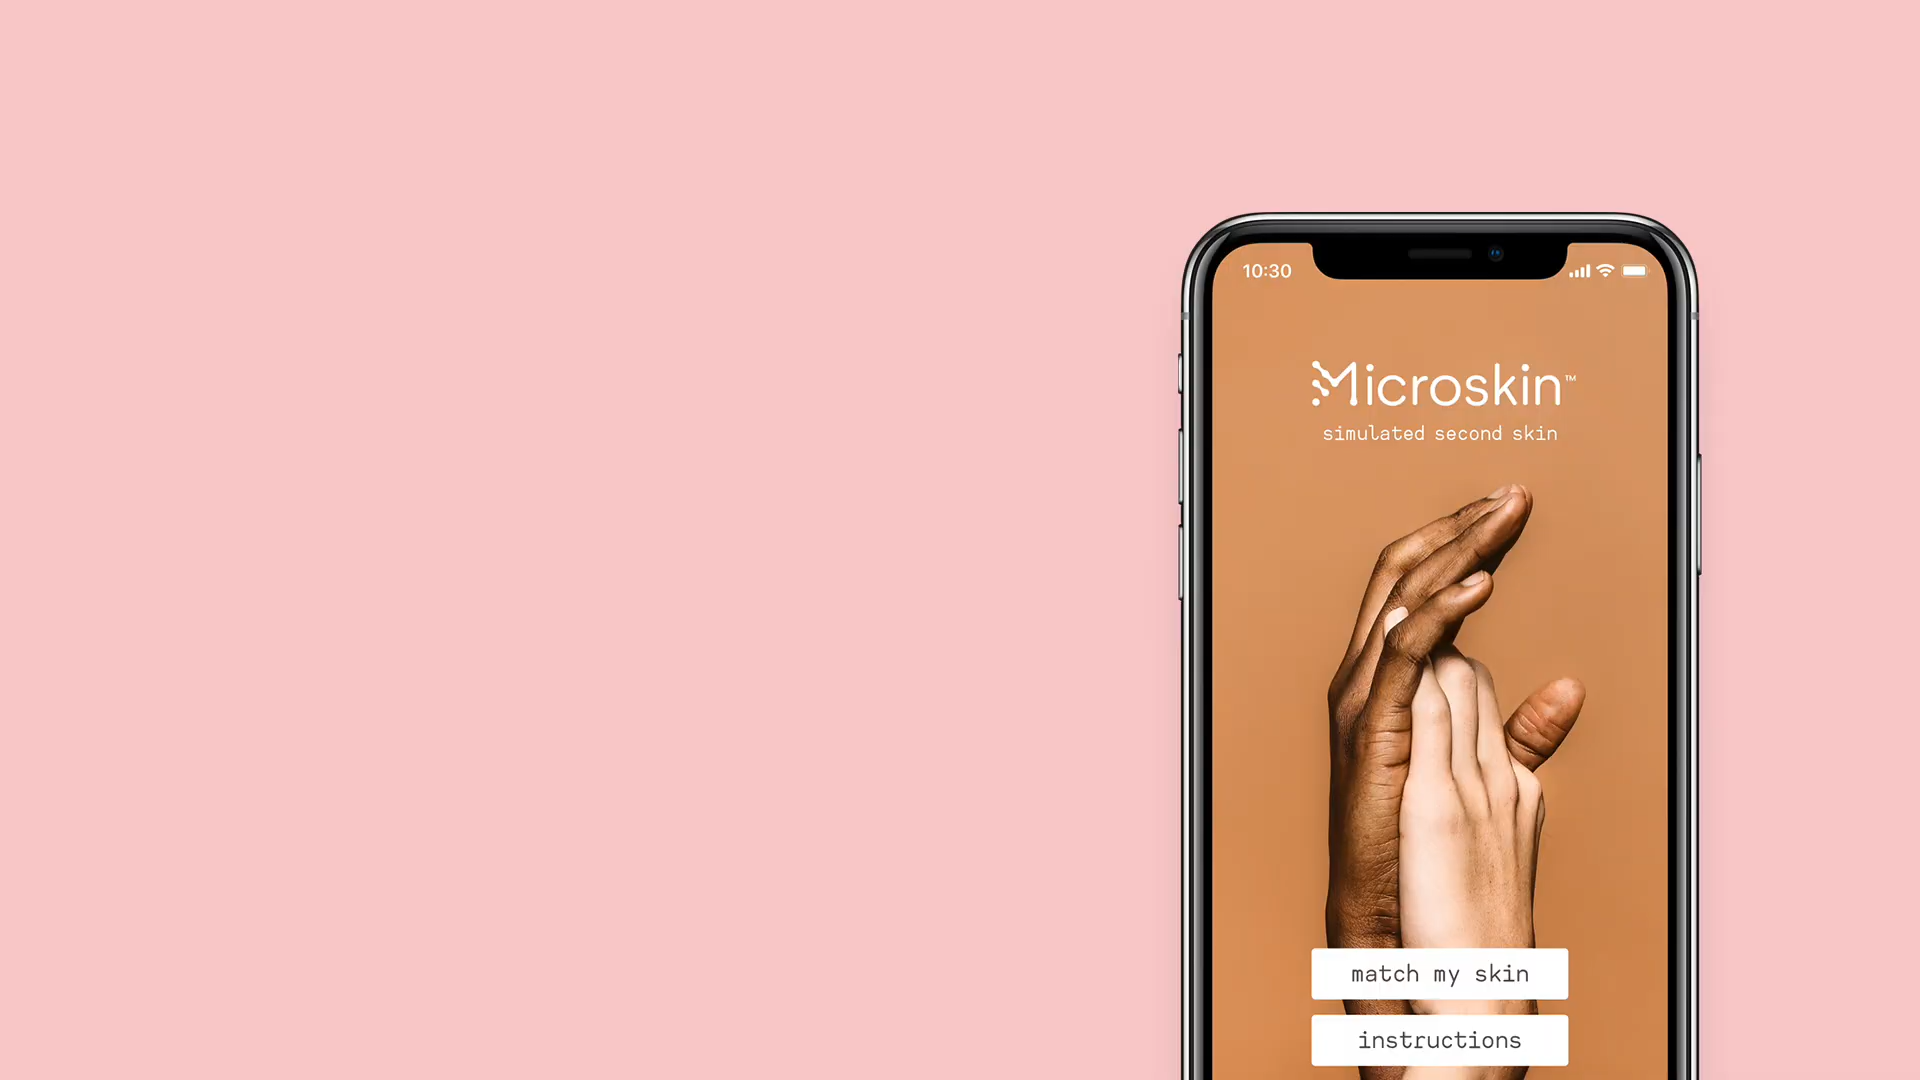 10:30
Microskin™
simulated second skin
match my skin
instructions